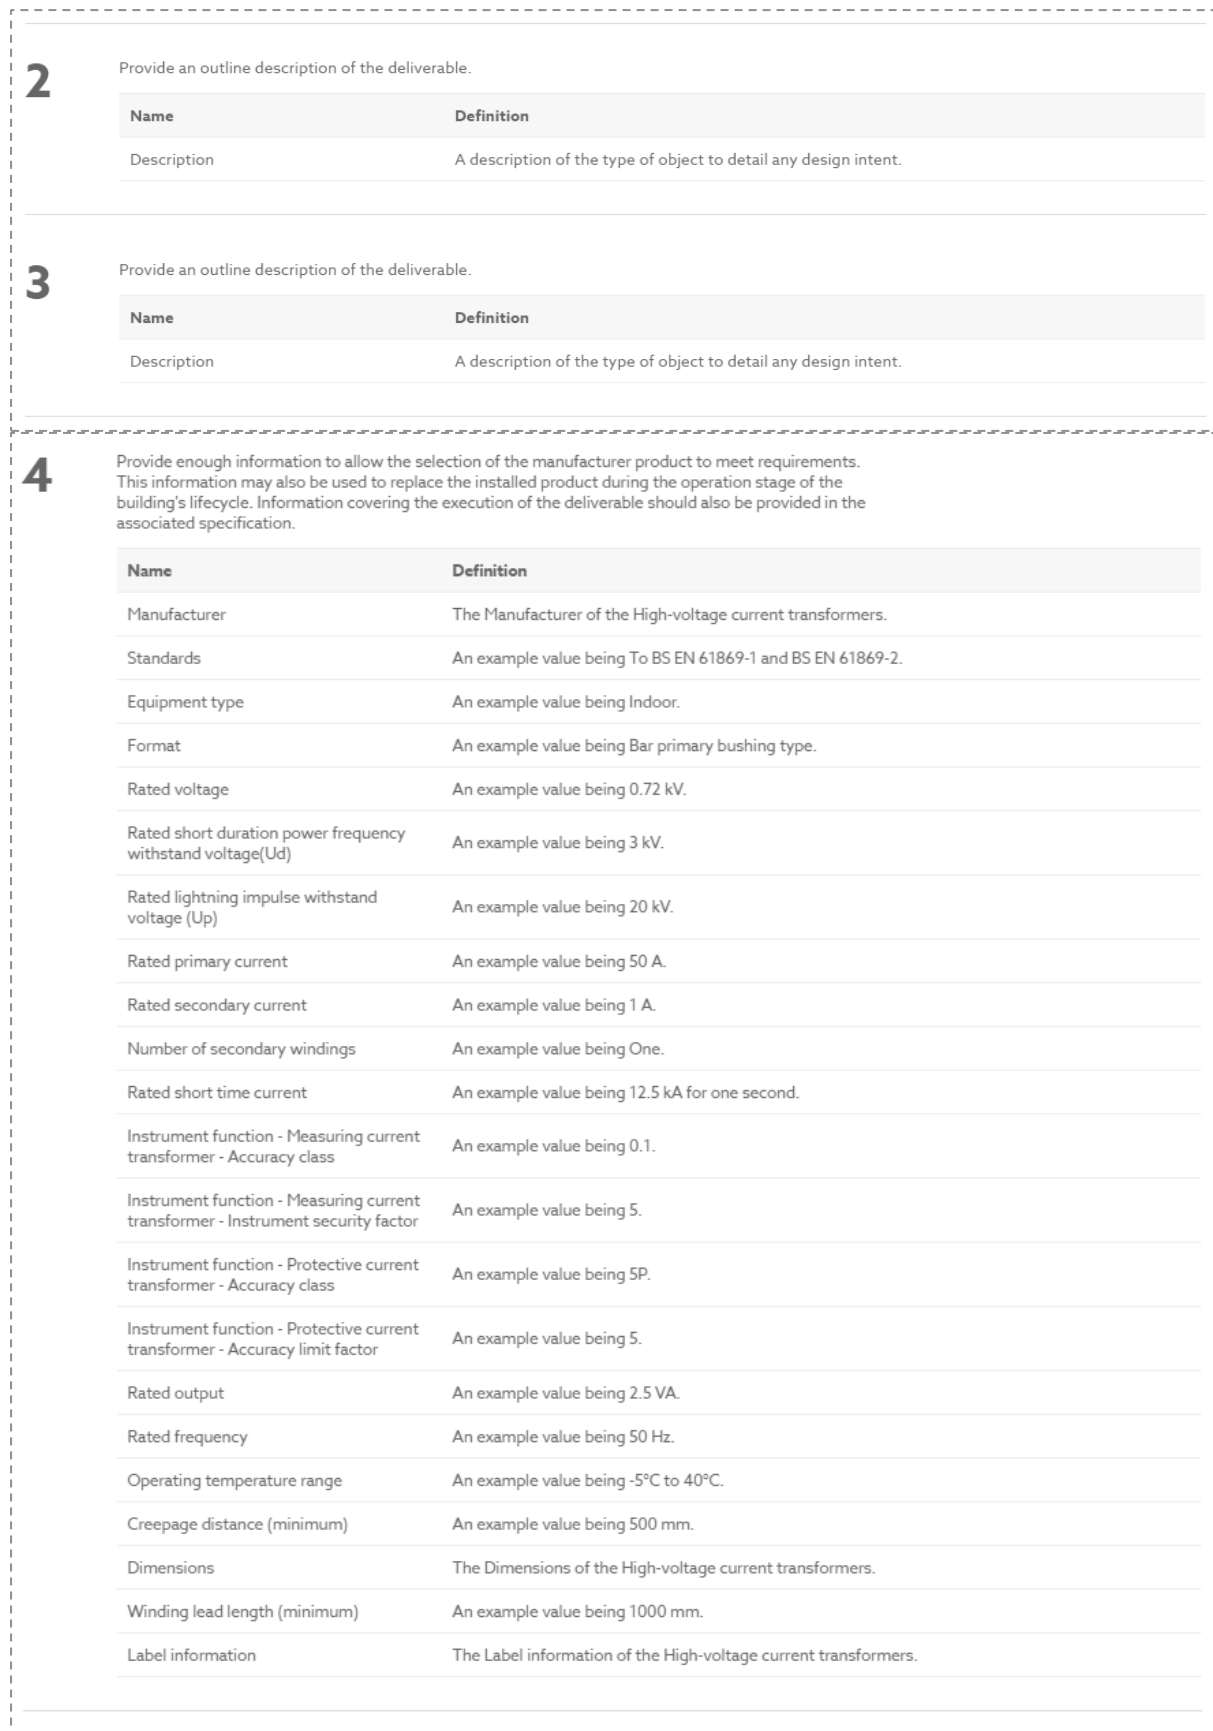 2
Provide an outline description of the deliverable.
Name Definition
Description A description of the type of object to detail any design intent.
3
Provide an outline description of the deliverable.
Name Definition
Description A description of the type of object to detail any design intent.
4
Provide enough information to allow the selection of the manufacturer product to meet requirements.
This information may also be used to replace the installed product during the operation stage of the
building's lifecycle. Information covering the execution of the deliverable should also be provided in the
associated specification.
Name Definition
Manufacturer The Manufacturer of the High-voltage current transformers.
Standards An example value being To BS EN 61869-1 and BS EN 61869-2.
Equipment type An example value being Indoor.
Format An example value being Bar primary bushing type.
Rated voltage An example value being 0.72 kV.
Rated short duration power frequency
withstand voltage(Ud)
An example value being 3 kV.
Rated lightning impulse withstand
voltage (Up)
An example value being 20 kV.
Rated primary current An example value being 50 A.
Rated secondary current An example value being 1 A.
Number of secondary windings An example value being One.
Rated short time current An example value being 12.5 kA for one second.
Instrument function - Measuring current
transformer - Accuracy class
An example value being 0.1.
Instrument function - Measuring current
transformer - Instrument security factor
An example value being 5.
Instrument function - Protective current
transformer - Accuracy class
An example value being 5P.
Instrument function - Protective current
transformer - Accuracy limit factor
An example value being 5.
Rated output An example value being 2.5 VA.
Rated frequency An example value being 50 Hz.
Operating temperature range An example value being -5°C to 40°C.
Creepage distance (minimum) An example value being 500 mm.
Dimensions The Dimensions of the High-voltage current transformers.
Winding lead length (minimum) An example value being 1000 mm.
Label information The Label information of the High-voltage current transformers.